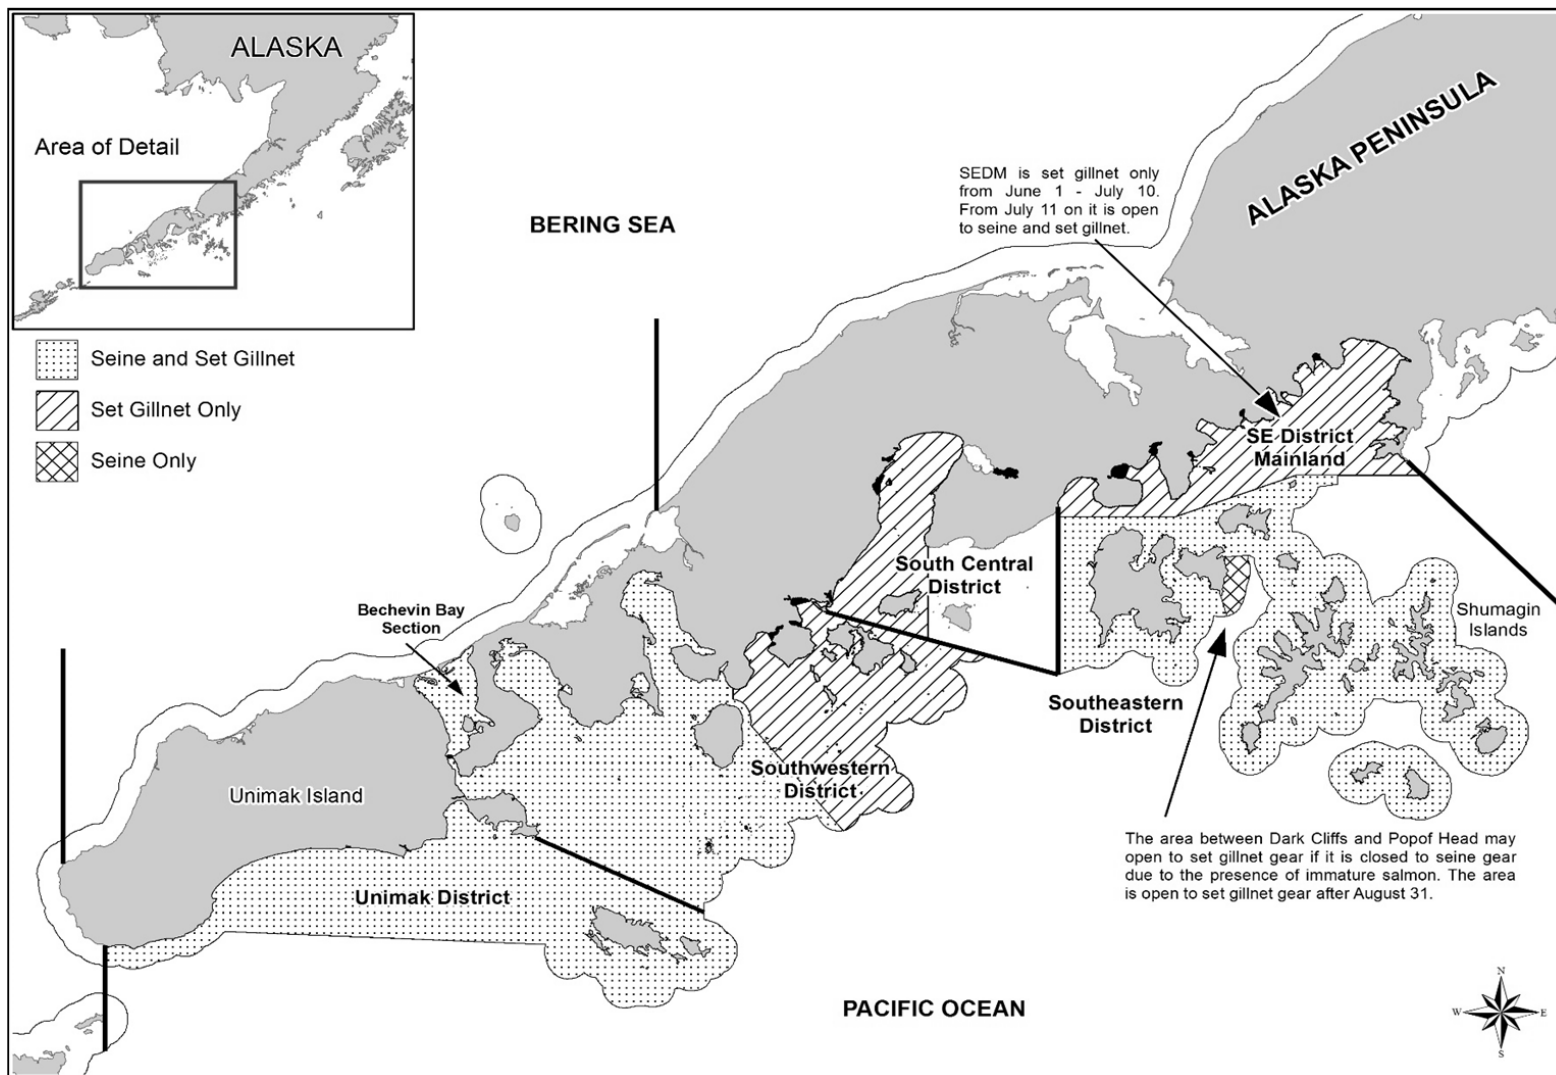 ALASKA
Area of Detail
Seine and Set Gillnet
Set Gillnet Only
Seine Only
BERING SEA
ALASKA PENINSULA
SEDM is set gillnet only
from June 1 - July 10.
From July 11 on it is open
to seine and set gillnet.
SE District
Mainland
South Central
District
Bechevin Bay
Section
Shumagin
Islands
Southeastern
District
Southwestern
District
Unimak Island
Unimak District
The area between Dark Cliffs and Popof Head may
open to set gillnet gear if it is closed to seine gear
due to the presence of immature salmon. The area
is open to set gillnet gear after August 31.
PACIFIC OCEAN
N
W
E
S